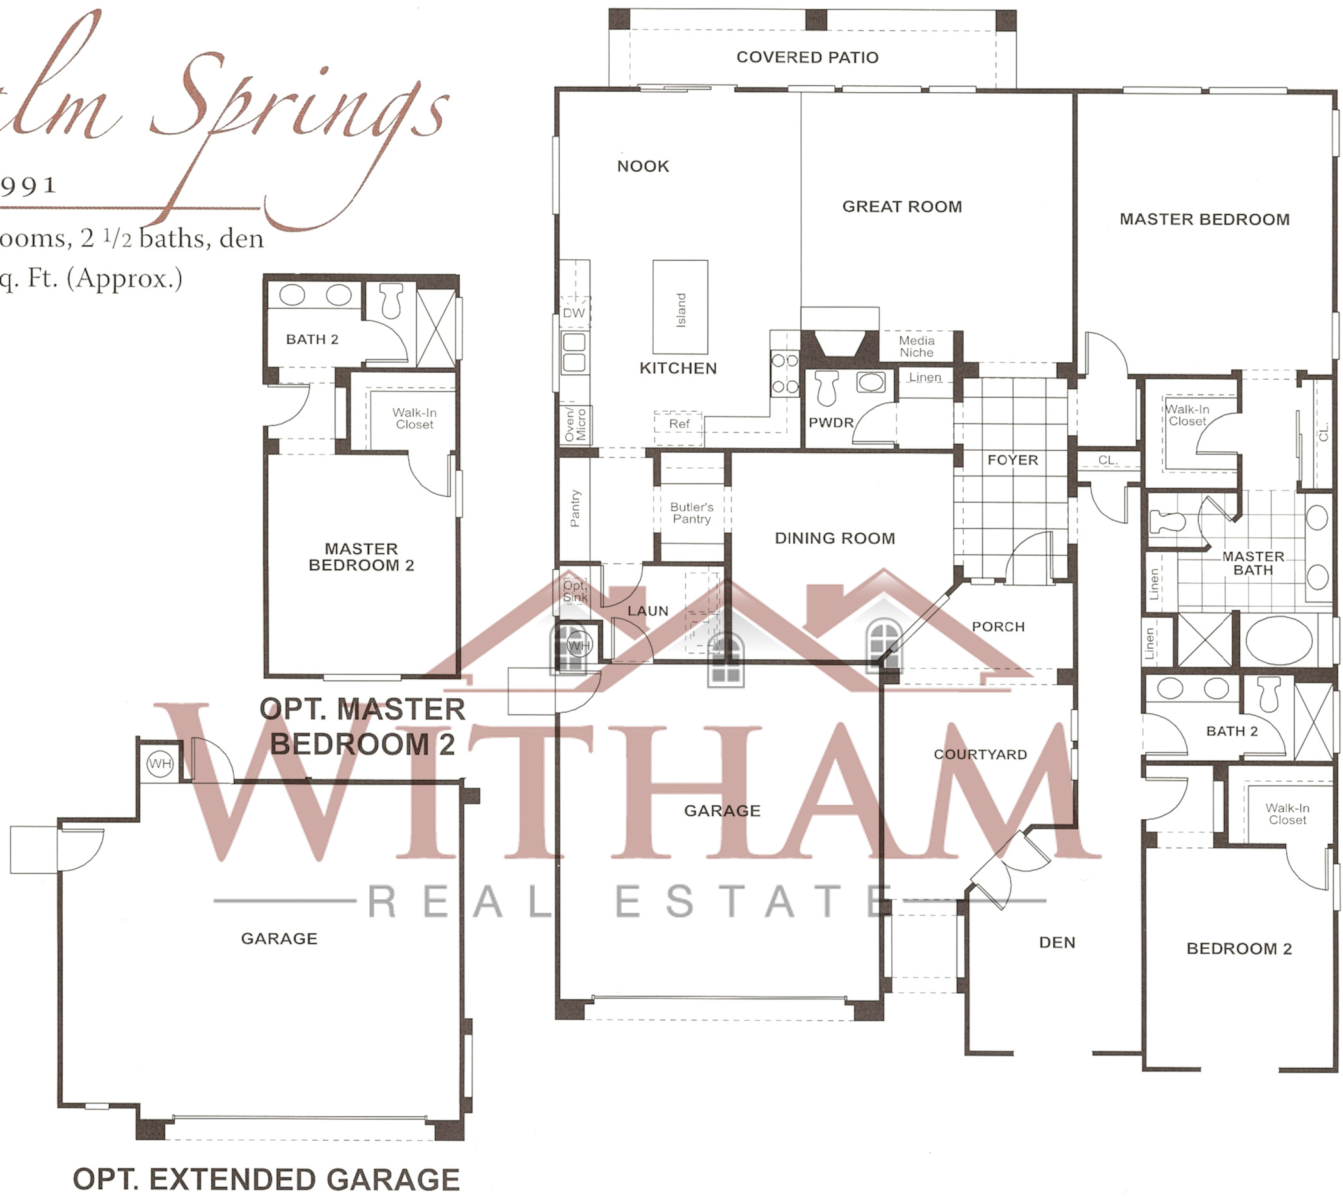 lm Springs
991
ooms, 2 1/2 baths, den
q. Ft. (Approx.)
COVERED PATIO
NOOK
GREAT ROOM
MASTER BEDROOM
DW
Island
KITCHEN
Media
Niche
Linen
Oven/
Micro
Ref
PWDR
FOYER
CL.
Walk-In
Closet
CL.
Pantry
Butler's
Pantry
DINING ROOM
MASTER
BATH
Linen
Linen
Opt.
Sink
LAUN
WH
PORCH
COURTYARD
BATH 2
Walk-In
Closet
GARAGE
DEN
BEDROOM 2
BATH 2
Walk-In
Closet
MASTER
BEDROOM 2
OPT. MASTER
BEDROOM 2
WH
GARAGE
OPT. EXTENDED GARAGE
WITHAM
REAL ESTATE